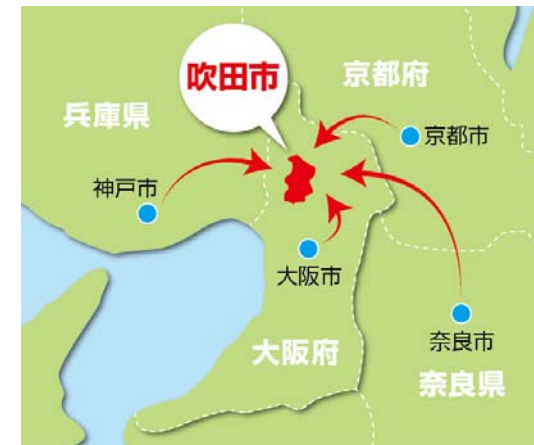 吹田市
京都府
兵庫県
京都市
神戸市
大阪市
奈良市
大阪府
奈良県